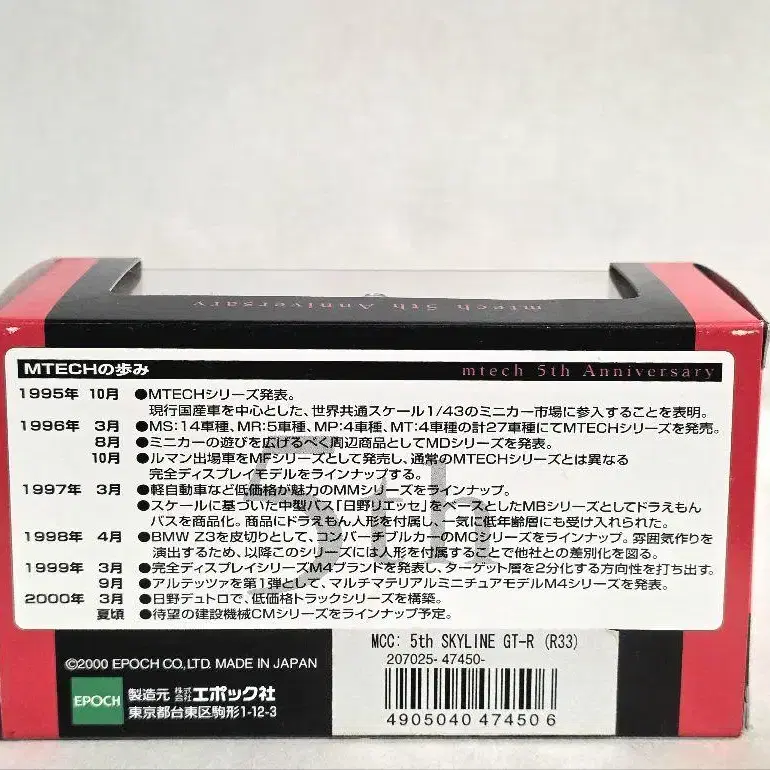 mtech 5th Anniversary
MTECHの歩み
mtech 5th Anniversary
1995年 10月 ●MTECHシリーズ発表。
現行国産車を中心とした、世界共通スケール1/43のミニカー市場に参入することを表明。
1996年 3月 ●MS:14車種、MR:5車種、MP:4車種、MT:4車種の計27車種にてMTECHシリーズを発売。
8月 ●ミニカーの遊びを広げるべく周辺商品としてMDシリーズを発表。
10月 ●ルマン出場車をMFシリーズとして発売し、通常のMTECHシリーズとは異なる
完全ディスプレイモデルをラインナップする。
1997年 3月 ●軽自動車など低価格が魅力のMMシリーズをラインナップ。
●スケールに基づいた中型バス「日野リエッセ」をベースとしたMBシリーズとしてドラえもん
バスを商品化。商品にドラえもん人形を付属し、一気に低年齢層にも受け入れられた。
1998年 4月 ●BMW Z3を皮切りとして、コンバーチブルカーのMCシリーズをラインナップ。雰囲気作りを
演出するため、以降このシリーズには人形を付属することで他社との差別化を図る。
1999年 3月 ●完全ディスプレイシリーズM4ブランドを発表し、ターゲット層を2分化する方向性を打ち出す。
9月 ●アルテッツァを第1弾として、マルチマテリアルミニチュアモデルM4シリーズを発売。
2000年 3月 ●日野デュトロで、低価格トラックシリーズを構築。
夏頃 ●待望の建設機械CMシリーズをラインナップ予定。
5th
©2000 EPOCH CO.,LTD. MADE IN JAPAN
EPOCH
製造元 株式会社 エポック社
東京都台東区駒形1-12-3
MCC: 5th SKYLINE GT-R (R33)
207025-47450-
4905040 474506